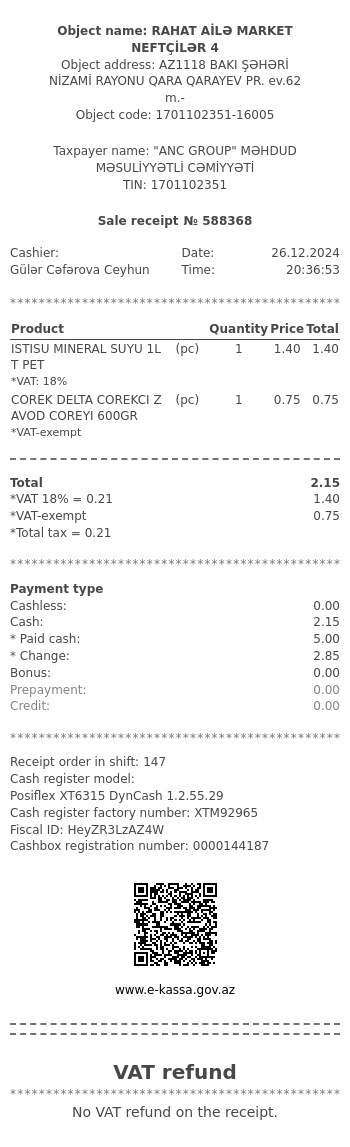 Object name: RAHAT AİLƏ MARKET
NEFTÇİLƏR 4
Object address: AZ1118 BAKI ŞƏHƏRİ
NİZAMİ RAYONU QARA QARAYEV PR. ev.62
m.-
Object code: 1701102351-16005
Taxpayer name: "ANC GROUP" MƏHDUD
MƏSULİYYƏTLİ CƏMİYYƏTİ
TIN: 1701102351
Sale receipt № 588368
Cashier: Date: 26.12.2024
Gülər Cəfərova Ceyhun Time: 20:36:53
**********************************************
Product Quantity Price Total
ISTISU MINERAL SUYU 1L (pc) 1 1.40 1.40
T PET
*VAT: 18%
COREK DELTA COREKCI Z (pc) 1 0.75 0.75
AVOD COREYI 600GR
*VAT-exempt
Total 2.15
*VAT 18% = 0.21 1.40
*VAT-exempt 0.75
*Total tax = 0.21
**********************************************
Payment type
Cashless: 0.00
Cash: 2.15
* Paid cash: 5.00
* Change: 2.85
Bonus: 0.00
Prepayment: 0.00
Credit: 0.00
**********************************************
Receipt order in shift: 147
Cash register model:
Posiflex XT6315 DynCash 1.2.55.29
Cash register factory number: XTM92965
Fiscal ID: HeyZR3LzAZ4W
Cashbox registration number: 0000144187
www.e-kassa.gov.az
VAT refund
**********************************************
No VAT refund on the receipt.